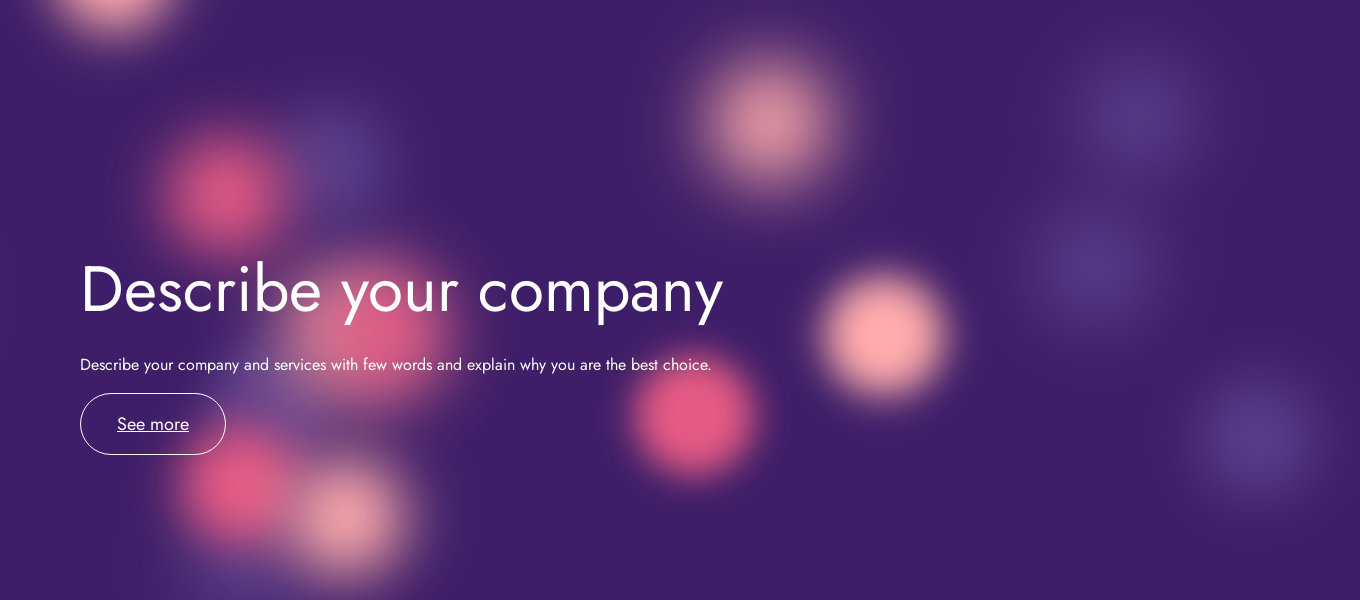 Describe your company
Describe your company and services with few words and explain why you are the best choice.
See more